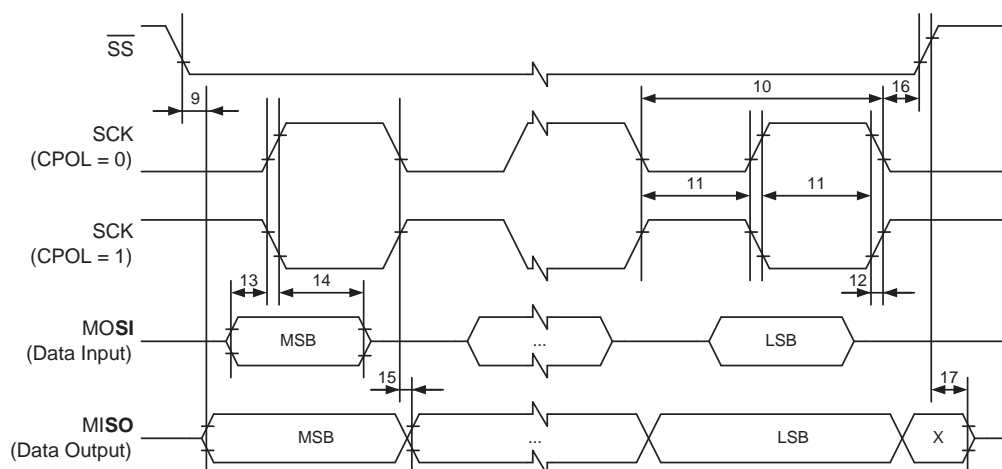 SS
9
10
16
SCK
(CPOL = 0)
11
11
SCK
(CPOL = 1)
13
14
12
MOSI
(Data Input)
MSB
...
LSB
15
17
MISO
(Data Output)
MSB
...
LSB
X